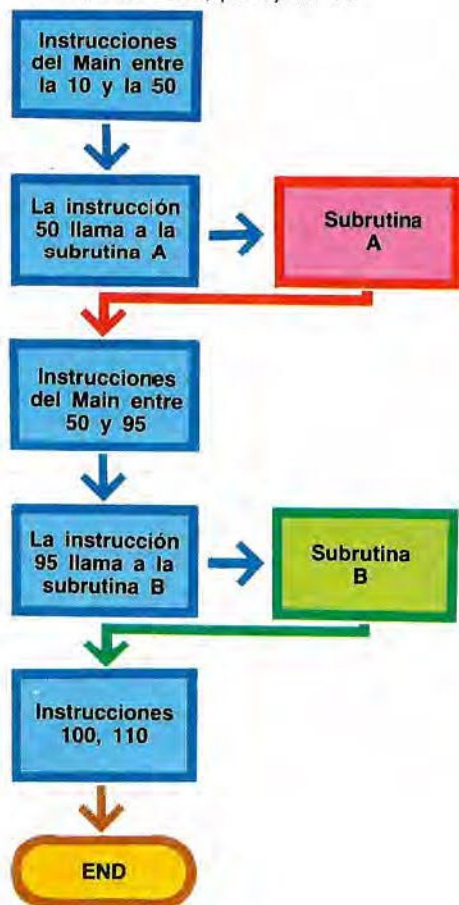 Instrucciones
del Main entre
la 10 y la 50
La instrucción
50 llama a la
subrutina A
Subrutina
A
Instrucciones
del Main entre
50 y 95
La instrucción
95 llama a la
subrutina B
Subrutina
B
Instrucciones
100, 110
END